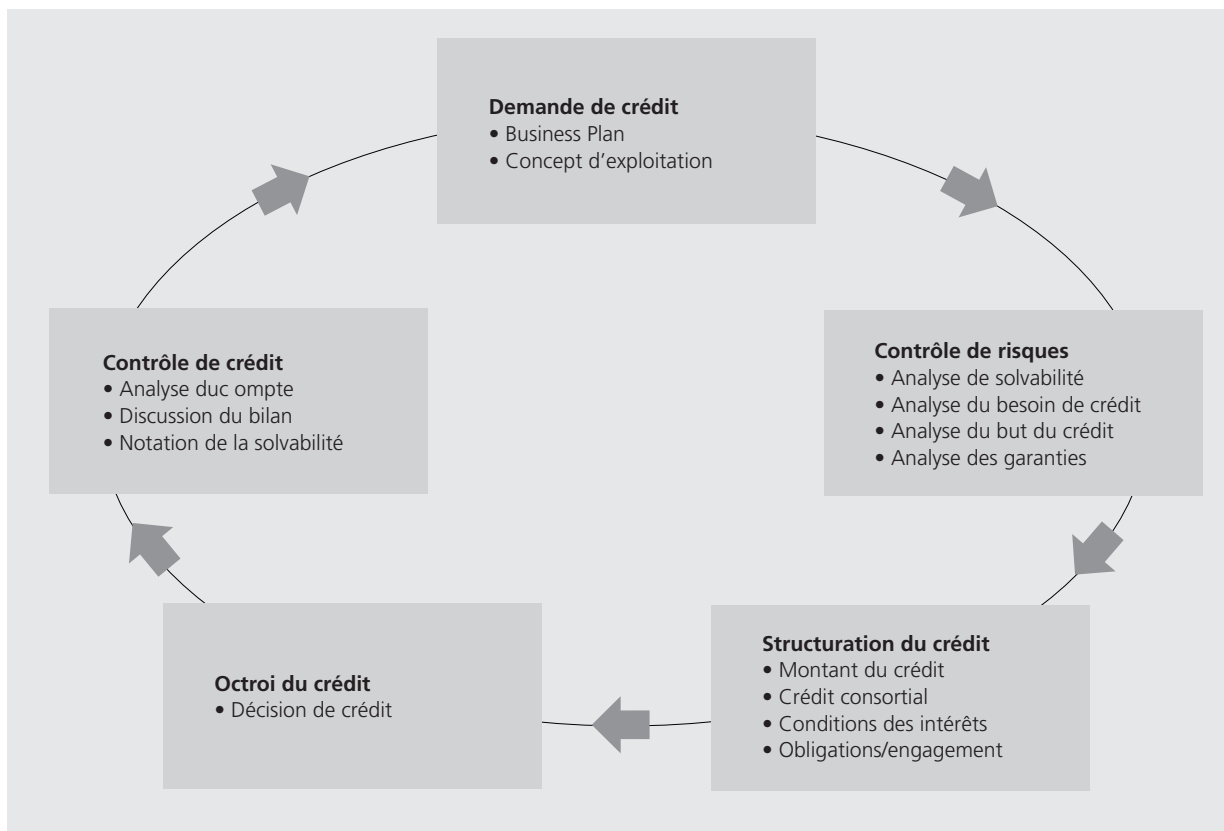 Demande de crédit
• Business Plan
• Concept d'exploitation
Contrôle de risques
• Analyse de solvabilité
• Analyse du besoin de crédit
• Analyse du but du crédit
• Analyse des garanties
Structuration du crédit
• Montant du crédit
• Crédit consortial
• Conditions des intérêts
• Obligations/engagement
Octroi du crédit
• Décision de crédit
Contrôle de crédit
• Analyse duc ompte
• Discussion du bilan
• Notation de la solvabilité